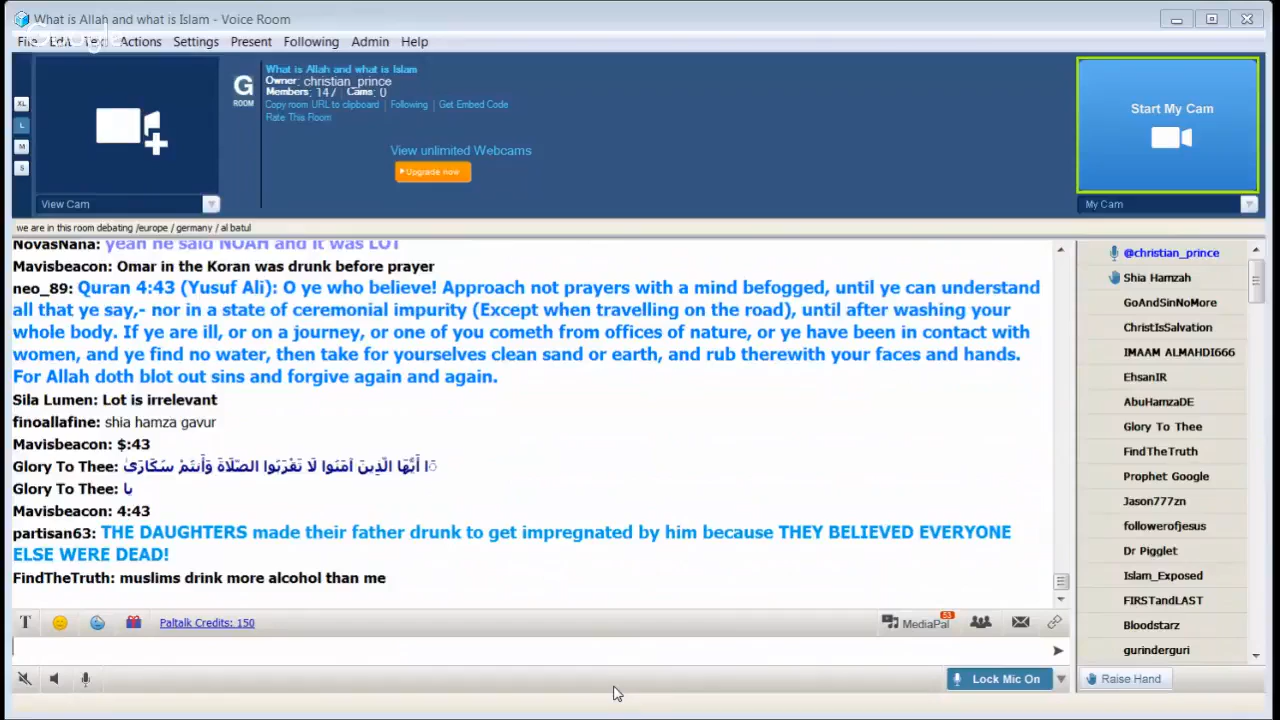 What is Allah and what is Islam - Voice Room
Google
File Edit Text Actions Settings Present Following Admin Help
XL
L
M
S
View Cam
G
ROOM
What is Allah and what is Islam
Owner: christian_prince
Members: 147 Cams: 0
Copy room URL to clipboard | Following | Get Embed Code
Rate This Room
View unlimited Webcams
Upgrade now
Start My Cam
My Cam
we are in this room debating /europe / germany / al batul
NovasNana: yeah he said NOAH and it was LOT
Mavisbeacon: Omar in the Koran was drunk before prayer
neo_89: Quran 4:43 (Yusuf Ali): O ye who believe! Approach not prayers with a mind befogged, until ye can understand
all that ye say,- nor in a state of ceremonial impurity (Except when travelling on the road), until after washing your
whole body. If ye are ill, or on a journey, or one of you cometh from offices of nature, or ye have been in contact with
women, and ye find no water, then take for yourselves clean sand or earth, and rub therewith your faces and hands.
For Allah doth blot out sins and forgive again and again.
Sila Lumen: Lot is irrelevant
finoallafine: shia hamza gavur
Mavisbeacon: $:43
Glory To Thee: َا أَيُّهَا الَّذِينَ آمَنُوا لَا تَقْرَبُوا الصَّلَاةَ وَأَنتُمْ سُكَارَىٰ
Glory To Thee: يا
Mavisbeacon: 4:43
partisan63: THE DAUGHTERS made their father drunk to get impregnated by him because THEY BELIEVED EVERYONE
ELSE WERE DEAD!
FindTheTruth: muslims drink more alcohol than me
T
Paltalk Credits: 150
MediaPal 53
Lock Mic On
@christian_prince
Shia Hamzah
GoAndSinNoMore
ChristIsSalvation
IMAAM ALMAHDI666
EhsanIR
AbuHamzaDE
Glory To Thee
FindTheTruth
Prophet Google
Jason777zn
followerofjesus
Dr Pigglet
Islam_Exposed
FIRSTandLAST
Bloodstarz
gurinderguri
Raise Hand